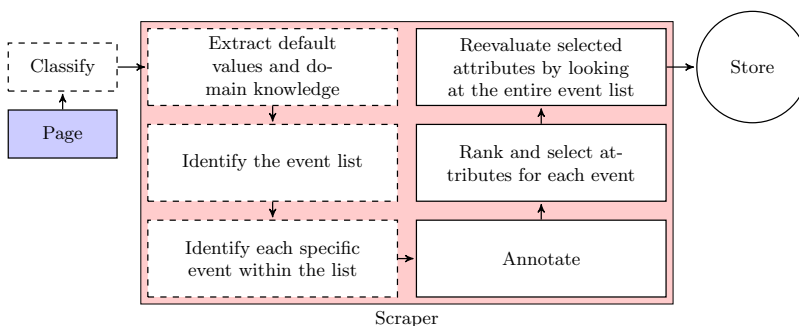 Classify
Page
Extract default
values and do-
main knowledge
Identify the event list
Identify each specific
event within the list
Annotate
Rank and select at-
tributes for each event
Reevaluate selected
attributes by looking
at the entire event list
Store
Scraper